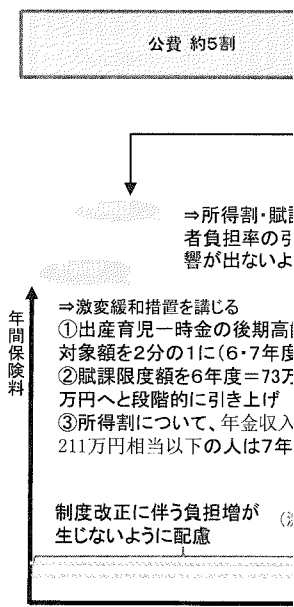 公費 約5割
⇒所得割・賦
者負担率の引
響が出ないよ
年間保険料
⇒激変緩和措置を講じる
①出産育児一時金の後期高
対象額を2分の1に(6・7年度
②賦課限度額を6年度=73万
万円へと段階的に引き上げ
③所得割について、年金収入
211万円相当以下の人は7年
制度改正に伴う負担増が
生じないように配慮